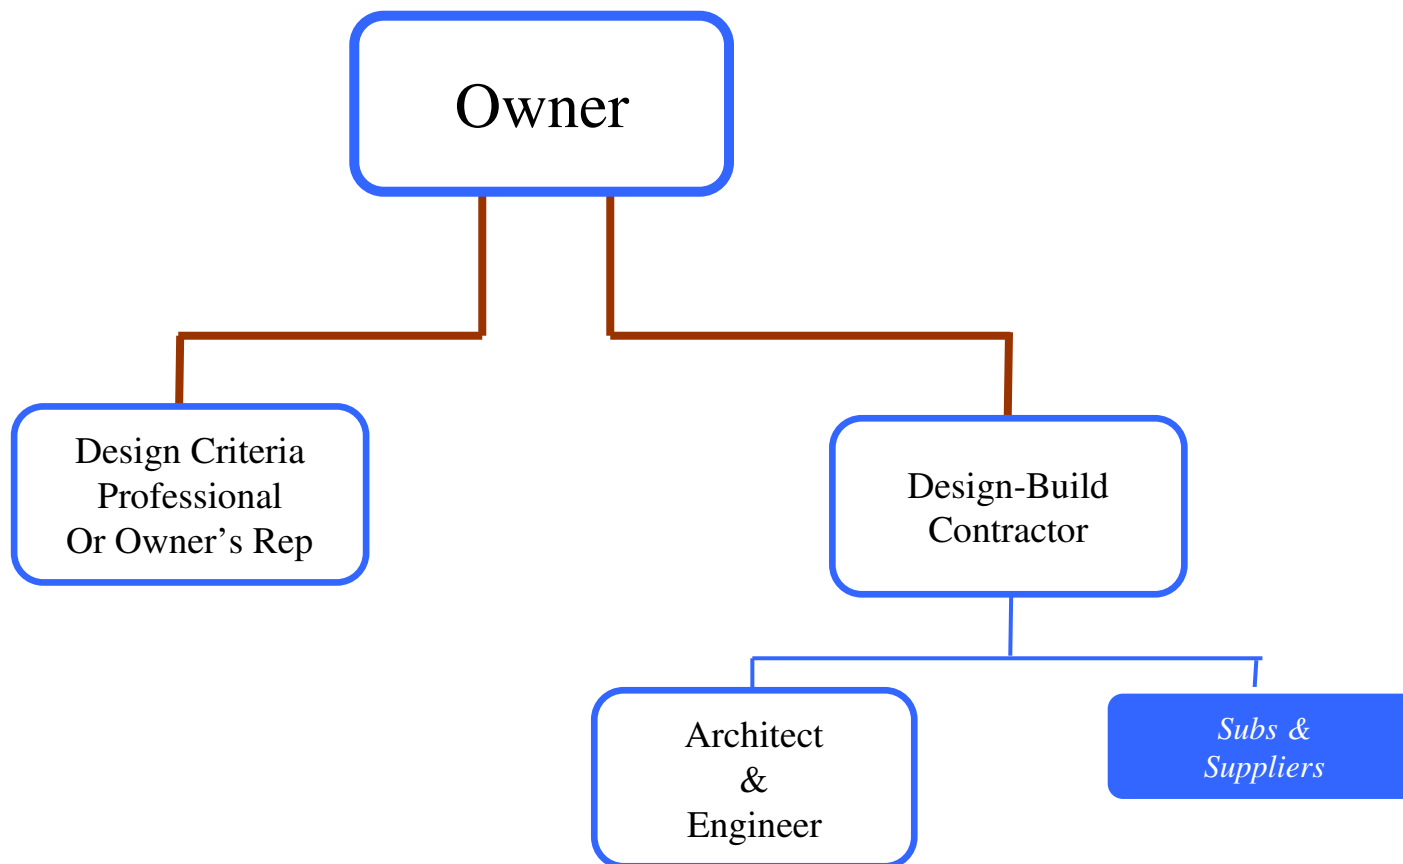 Owner
Design Criteria
Professional
Or Owner’s Rep
Design-Build
Contractor
Architect
&
Engineer
Subs &
Suppliers